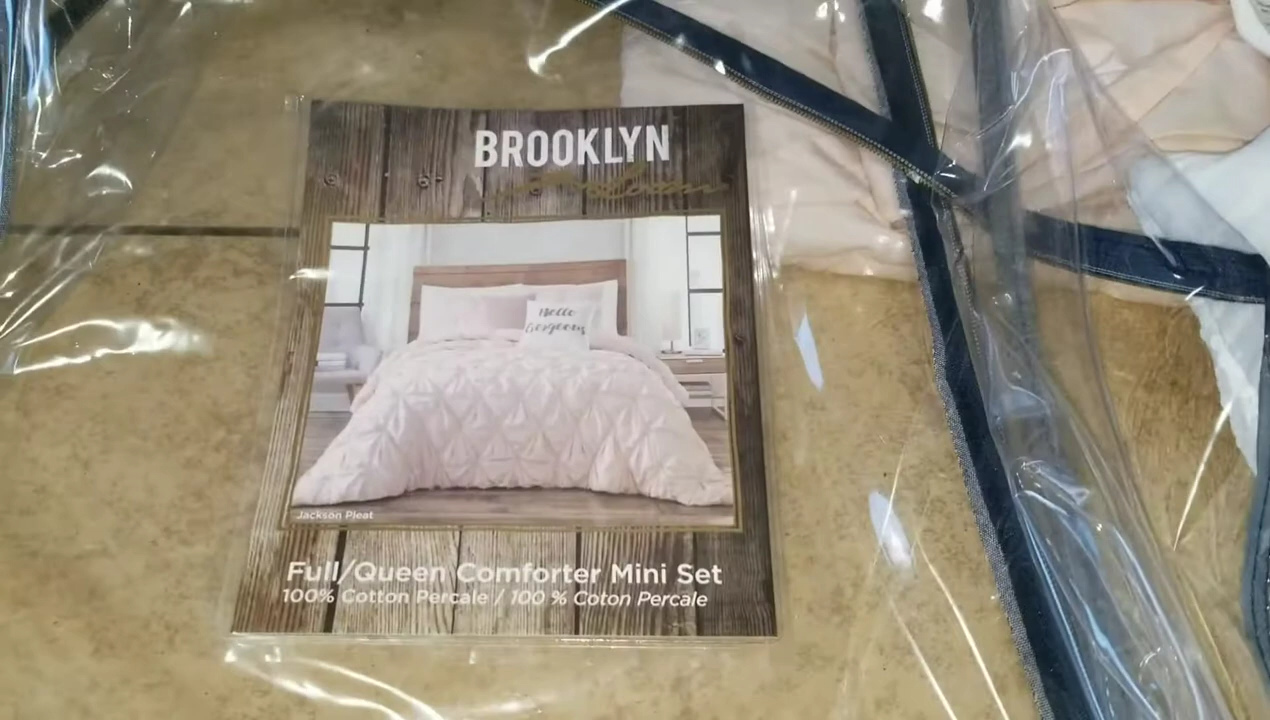 BROOKLYN
Hello
Gorgeous
Jackson Pleat
Full/Queen Comforter Mini Set
100% Cotton Percale / 100 % Coton Percale